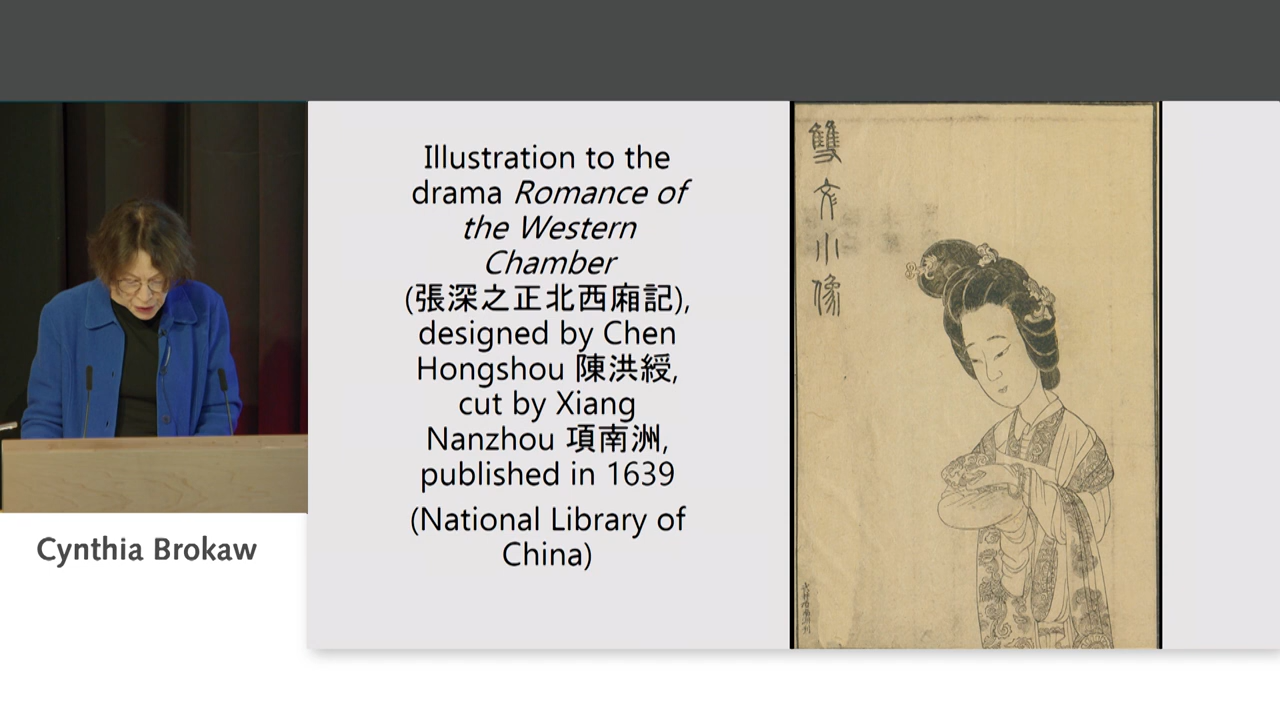 Illustration to the
drama Romance of
the Western
Chamber
(張深之正北西廂記),
designed by Chen
Hongshou 陳洪綬,
cut by Xiang
Nanzhou 項南洲,
published in 1639
(National Library of
China)
雙文小像
Cynthia Brokaw